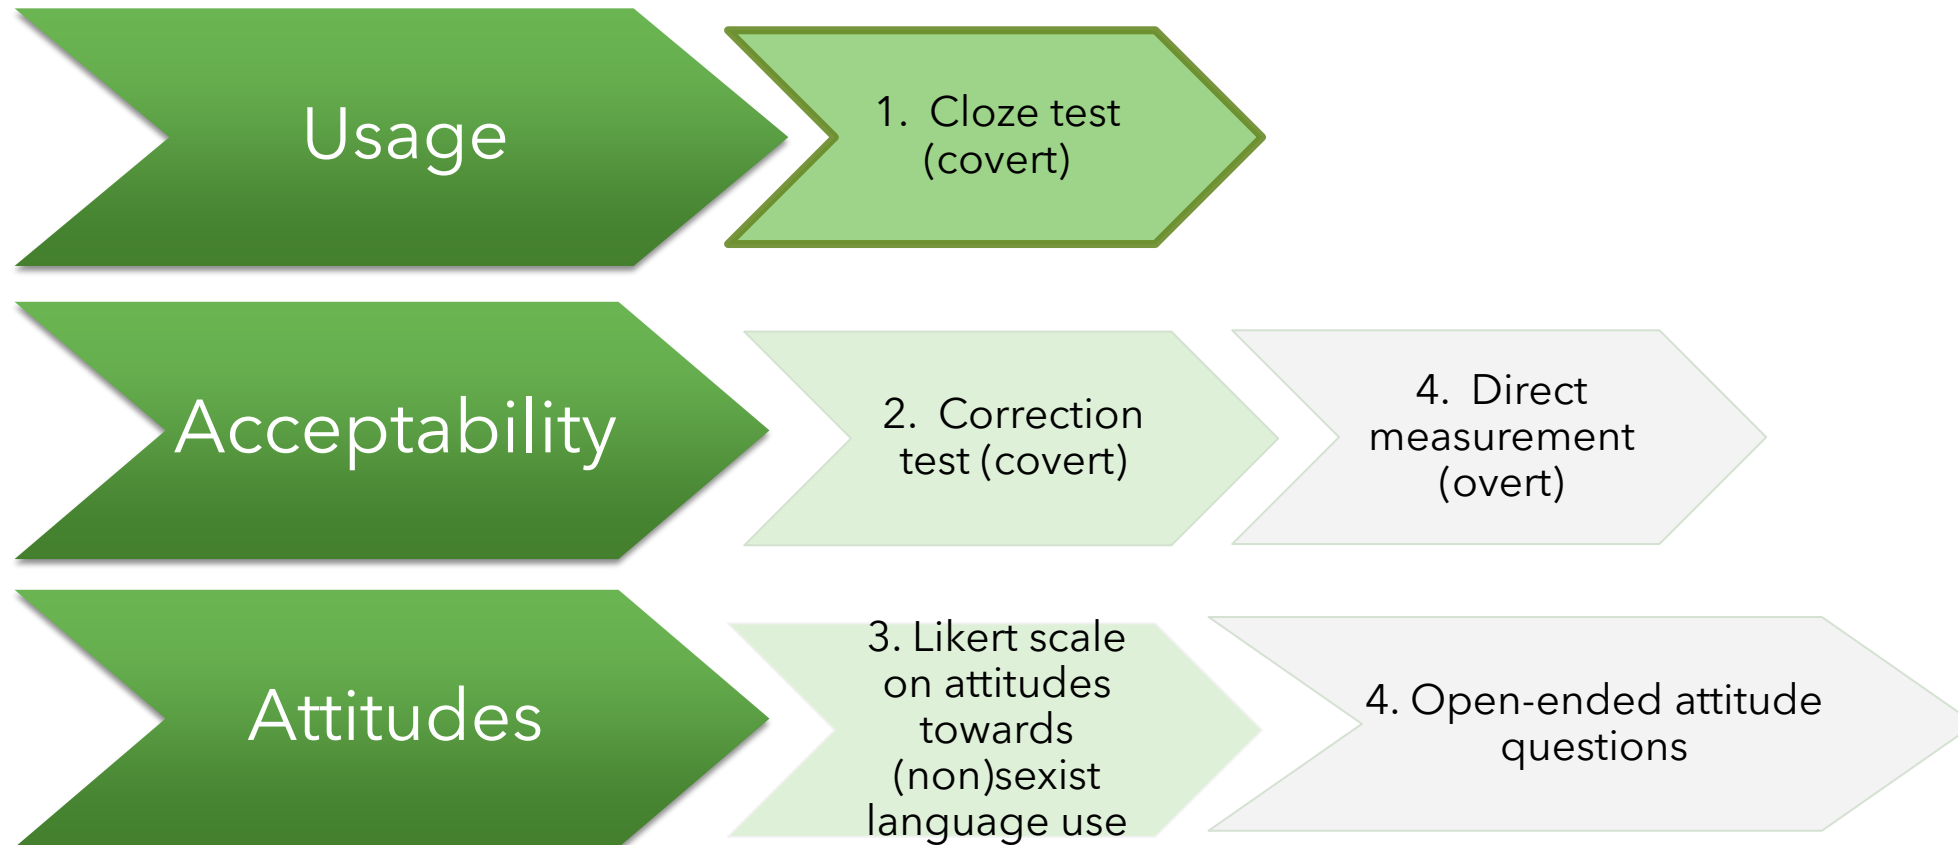 Usage
1. Cloze test
(covert)
Acceptability
2. Correction
test (covert)
4. Direct
measurement
(overt)
Attitudes
3. Likert scale
on attitudes
towards
(non)sexist
language use
4. Open-ended attitude
questions